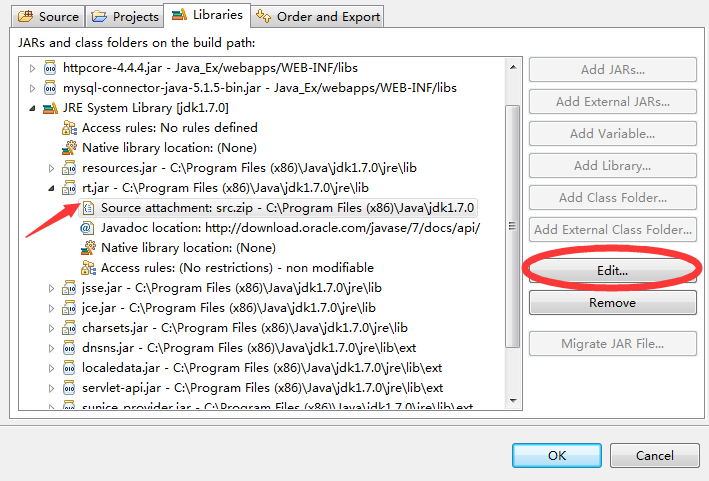 Source Projects Libraries Order and Export
JARs and class folders on the build path:
httpcore-4.4.4.jar - Java_Ex/webapps/WEB-INF/libs
mysql-connector-java-5.1.5-bin.jar - Java_Ex/webapps/WEB-INF/libs
JRE System Library [jdk1.7.0]
Access rules: No rules defined
Native library location: (None)
resources.jar - C:\Program Files (x86)\Java\jdk1.7.0\jre\lib
rt.jar - C:\Program Files (x86)\Java\jdk1.7.0\jre\lib
Source attachment: src.zip - C:\Program Files (x86)\Java\jdk1.7.0
Javadoc location: http://download.oracle.com/javase/7/docs/api/
Native library location: (None)
Access rules: (No restrictions) - non modifiable
jsse.jar - C:\Program Files (x86)\Java\jdk1.7.0\jre\lib
jce.jar - C:\Program Files (x86)\Java\jdk1.7.0\jre\lib
charsets.jar - C:\Program Files (x86)\Java\jdk1.7.0\jre\lib
dnsns.jar - C:\Program Files (x86)\Java\jdk1.7.0\jre\lib\ext
localedata.jar - C:\Program Files (x86)\Java\jdk1.7.0\jre\lib\ext
servlet-api.jar - C:\Program Files (x86)\Java\jdk1.7.0\jre\lib\ext
sunjce_provider.jar - C:\Program Files (x86)\Java\jdk1.7.0\jre\lib\ext
Add JARs...
Add External JARs...
Add Variable...
Add Library...
Add Class Folder...
Add External Class Folder...
Edit...
Remove
Migrate JAR File...
OK
Cancel